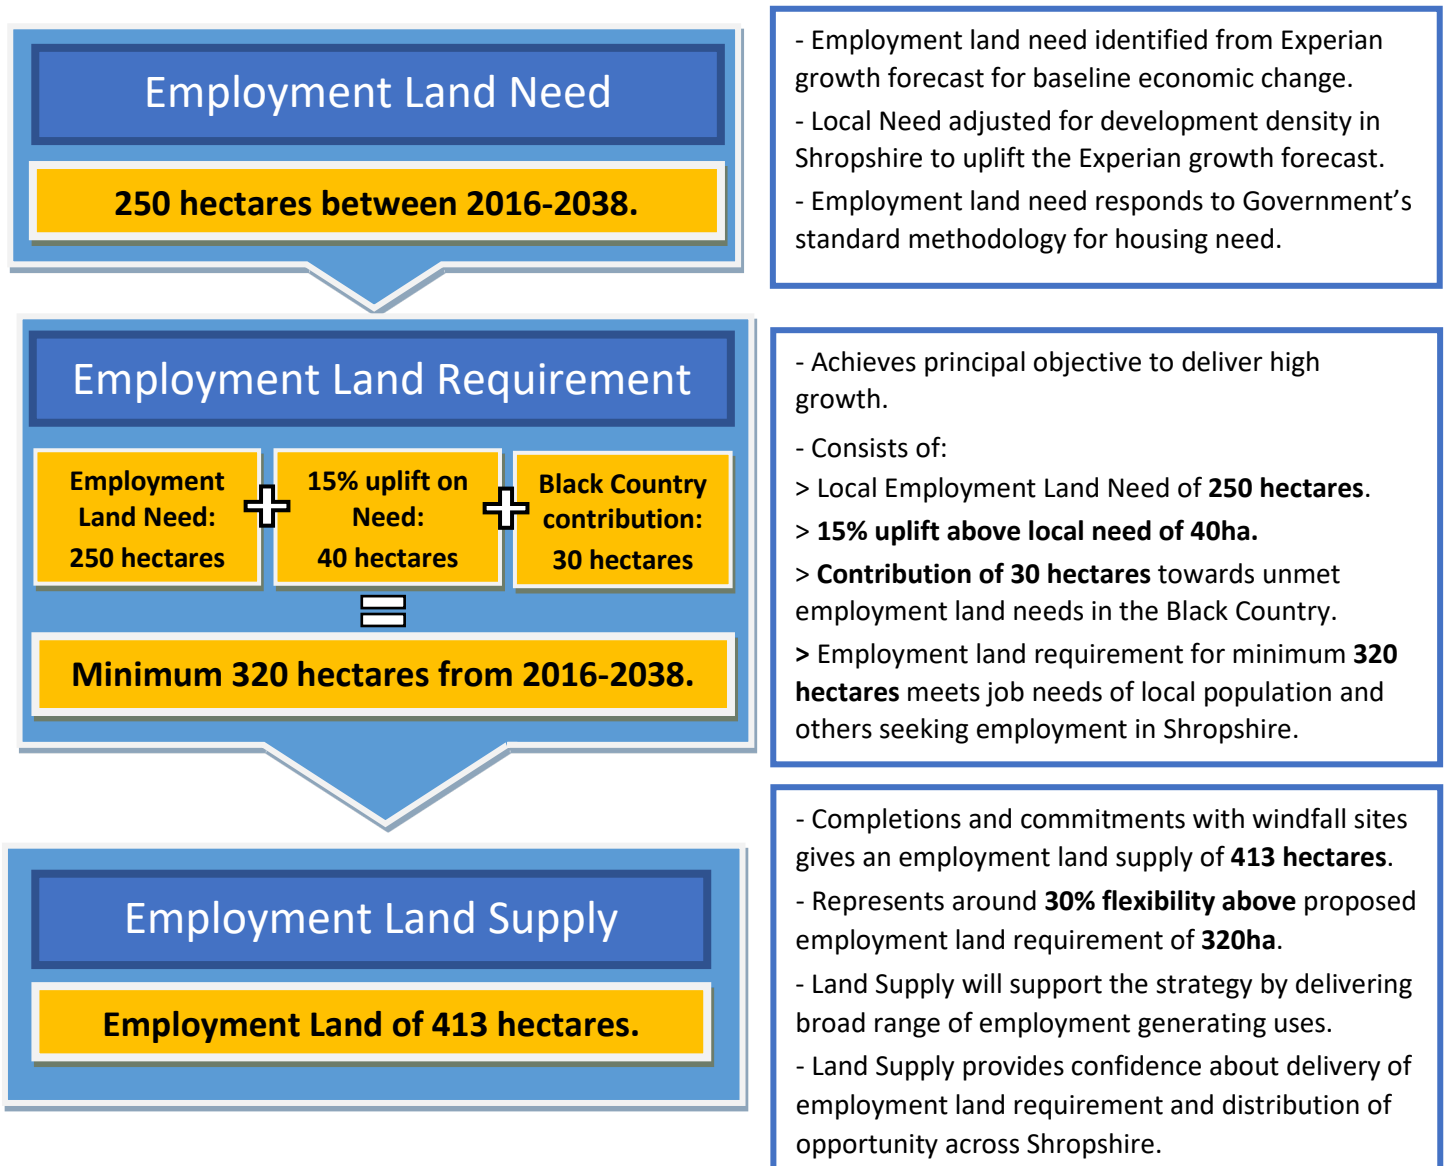 Employment Land Need
250 hectares between 2016-2038.
- Employment land need identified from Experian
growth forecast for baseline economic change.
- Local Need adjusted for development density in
Shropshire to uplift the Experian growth forecast.
- Employment land need responds to Government’s
standard methodology for housing need.
Employment Land Requirement
Employment
Land Need:
250 hectares
+
15% uplift on
Need:
40 hectares
+
Black Country
contribution:
30 hectares
=
Minimum 320 hectares from 2016-2038.
- Achieves principal objective to deliver high
growth.
- Consists of:
> Local Employment Land Need of 250 hectares.
> 15% uplift above local need of 40ha.
> Contribution of 30 hectares towards unmet
employment land needs in the Black Country.
> Employment land requirement for minimum 320
hectares meets job needs of local population and
others seeking employment in Shropshire.
Employment Land Supply
Employment Land of 413 hectares.
- Completions and commitments with windfall sites
gives an employment land supply of 413 hectares.
- Represents around 30% flexibility above proposed
employment land requirement of 320ha.
- Land Supply will support the strategy by delivering
broad range of employment generating uses.
- Land Supply provides confidence about delivery of
employment land requirement and distribution of
opportunity across Shropshire.